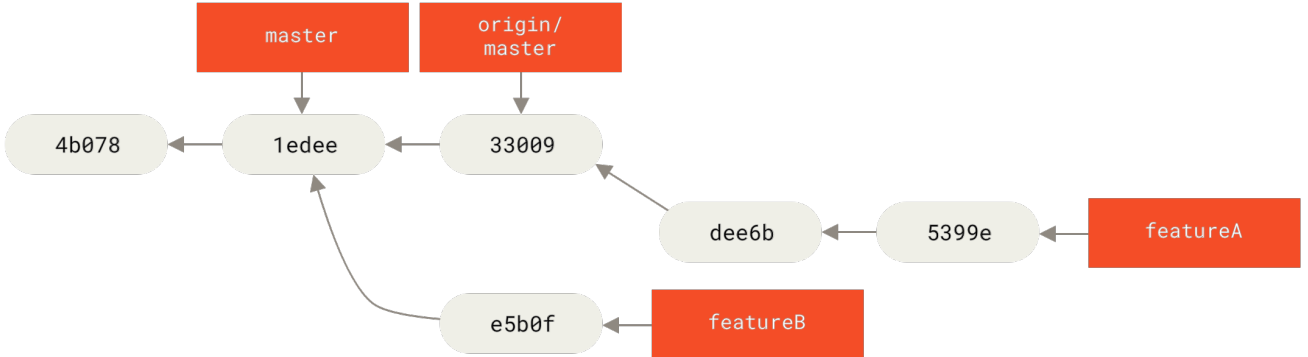 master
origin/
master
4b078
1edee
33009
dee6b
5399e
featureA
e5b0f
featureB